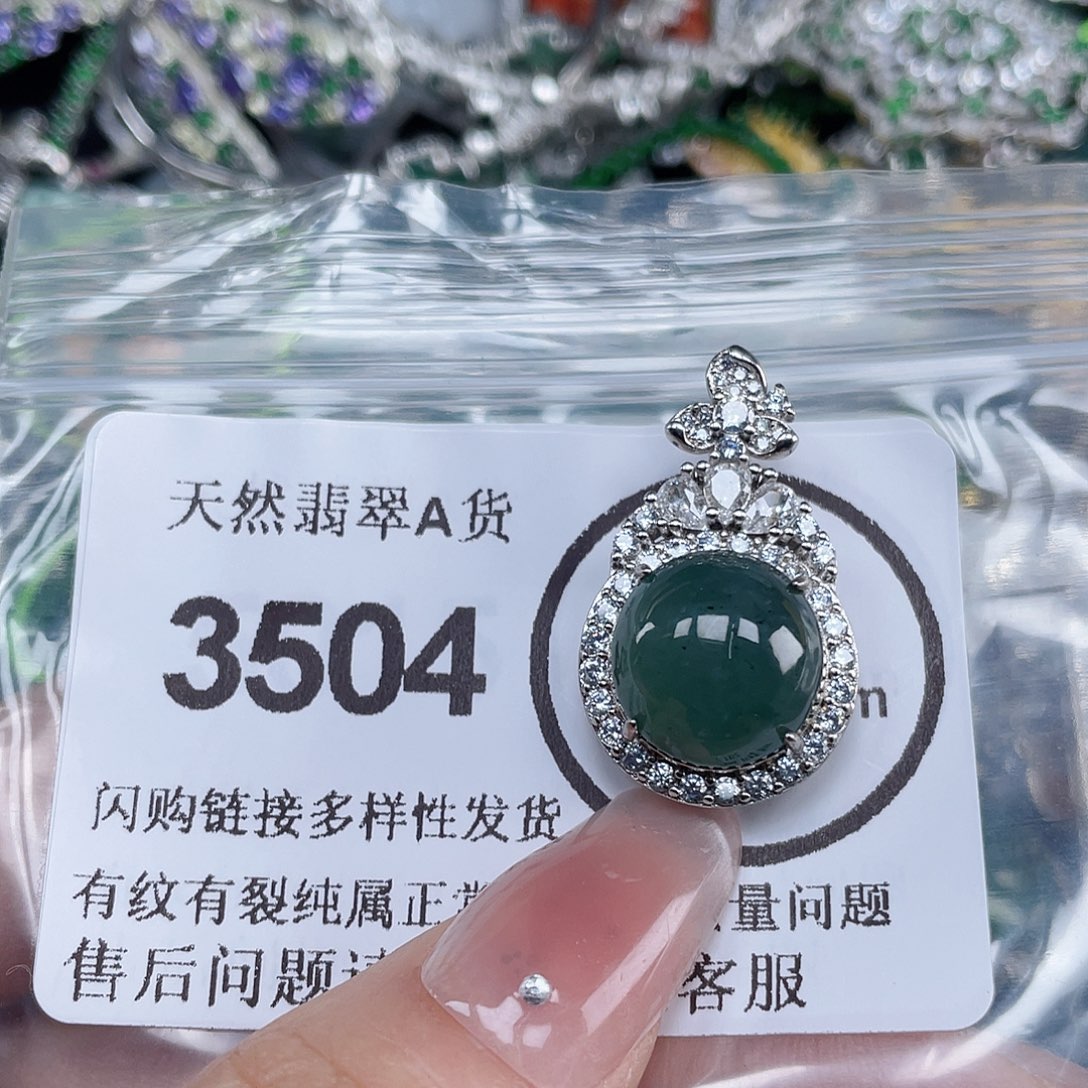 天然翡翠A货
3504
n
闪购链接多样性发货
有纹有裂纯属正常 量问题
售后问题 客服